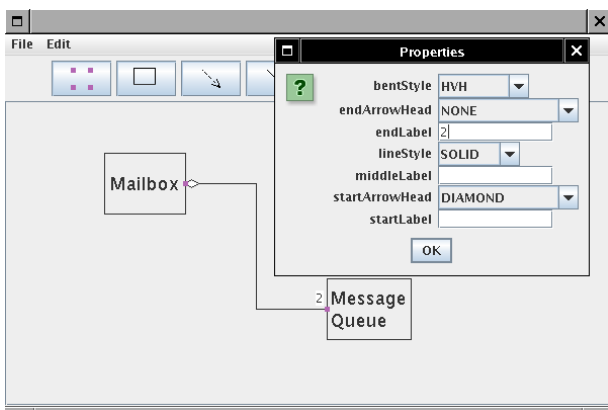 Properties
File Edit
?
bentStyle HVH
endArrowHead NONE
endLabel 2
lineStyle SOLID
middleLabel
startArrowHead DIAMOND
startLabel
OK
Mailbox
2 Message
Queue